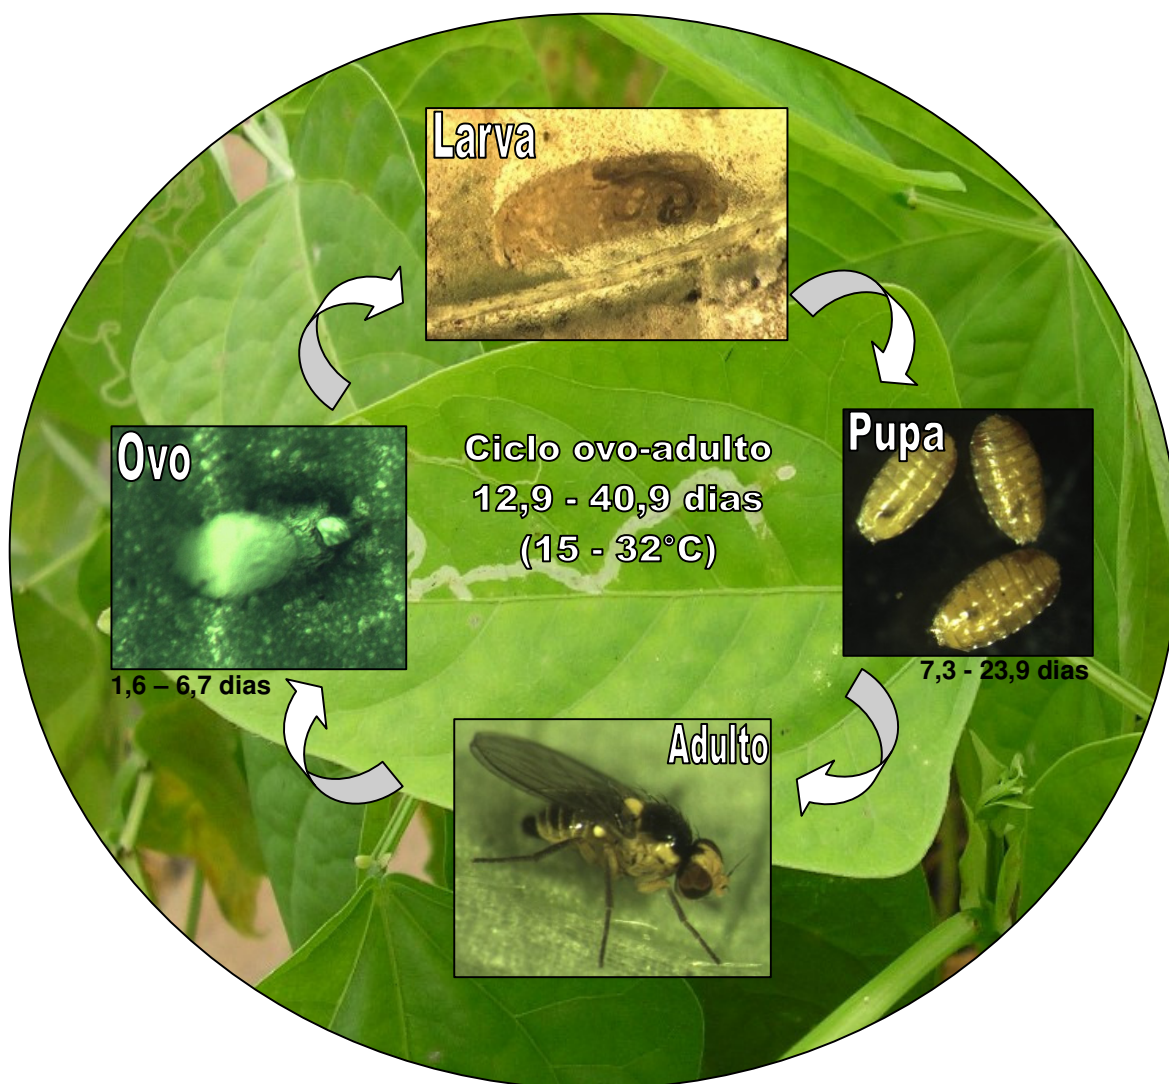 Larva
Ovo
Pupa
Ciclo ovo-adulto
12,9 - 40,9 dias
(15 - 32°C)
1,6 – 6,7 dias
7,3 - 23,9 dias
Adulto